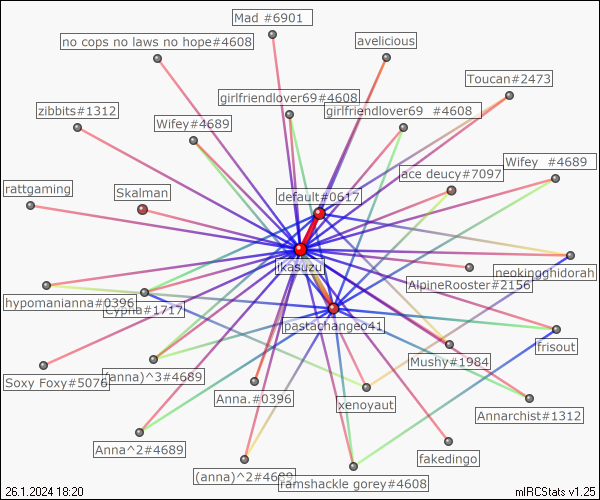 Mad #6901
no cops no laws no hope#4608
avelicious
Toucan#2473
girlfriendlover69#4608
girlfriendlover69 #4608
zibbits#1312
Wifey#4689
Wifey #4689
ace deucy#7097
rattgaming
Skalman
default#0617
ikasuzu
neokingghidorah
AlpineRooster#2156
hypomanianna#0396
Cypha#1717
pastachangeo41
frisout
Mushy#1984
Soxy Foxy#5076
(anna)^3#4689
Anna.#0396
xenoyaut
Annarchist#1312
Anna^2#4689
fakedingo
(anna)^2#4689
ramshackle gorey#4608
26.1.2024 18:20
mIRCStats v1.25